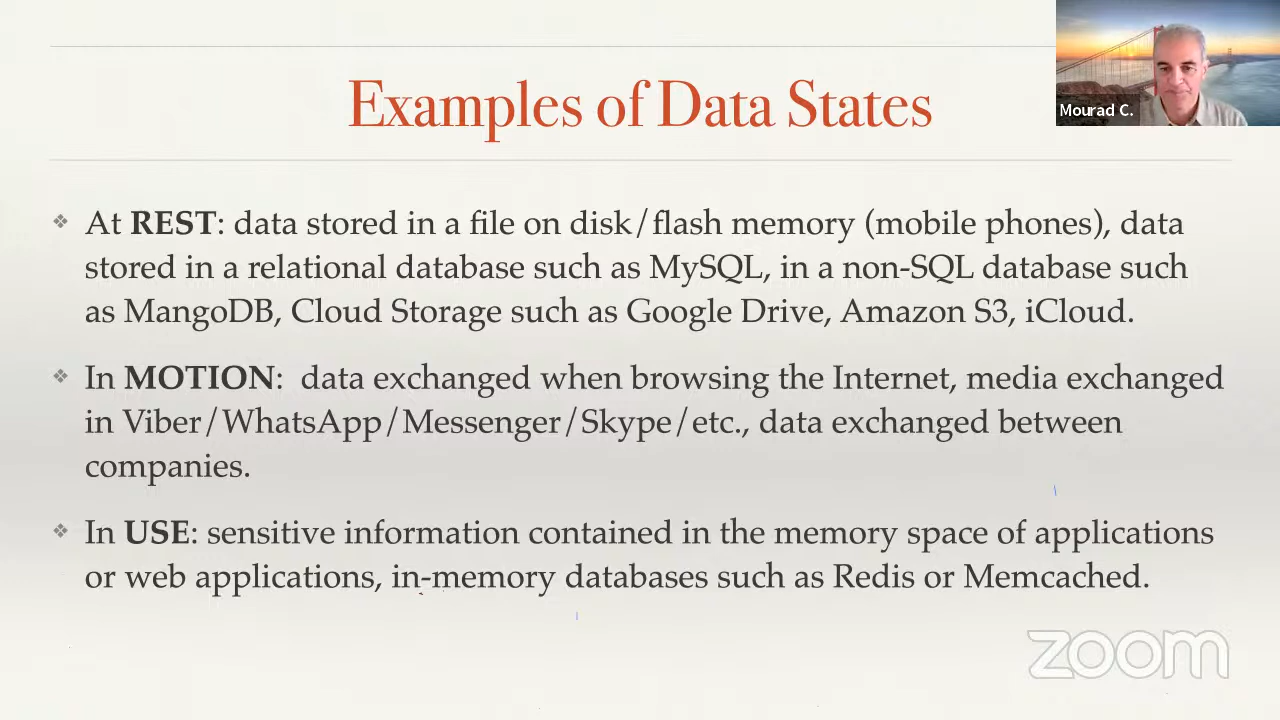 Examples of Data States
Mourad C.
❖ At REST: data stored in a file on disk/flash memory (mobile phones), data
stored in a relational database such as MySQL, in a non-SQL database such
as MangoDB, Cloud Storage such as Google Drive, Amazon S3, iCloud.
❖ In MOTION: data exchanged when browsing the Internet, media exchanged
in Viber/WhatsApp/Messenger/Skype/etc., data exchanged between
companies.
❖ In USE: sensitive information contained in the memory space of applications
or web applications, in-memory databases such as Redis or Memcached.
zoom